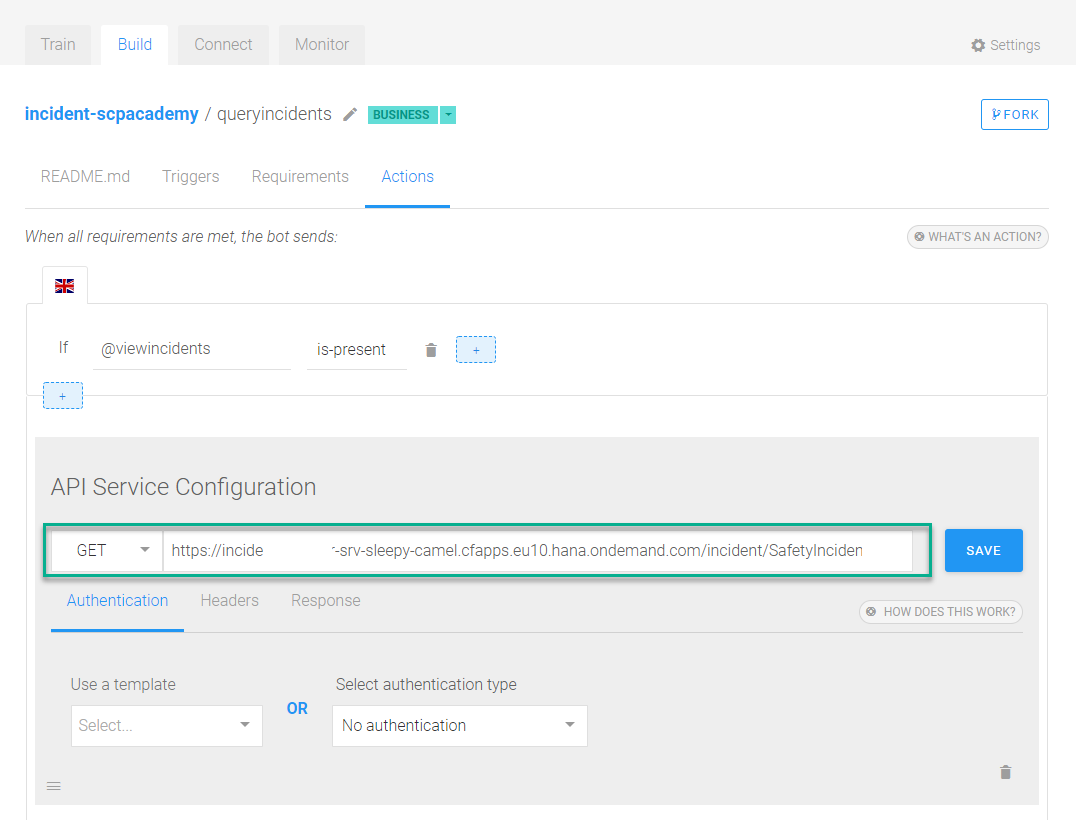 Train Build Connect Monitor Settings
incident-scpacademy / queryincidents BUSINESS FORK
README.md Triggers Requirements Actions
When all requirements are met, the bot sends: WHAT'S AN ACTION?
If @viewincidents is-present +
+
API Service Configuration
GET https://incide r-srv-sleepy-camel.cfapps.eu10.hana.ondemand.com/incident/SafetyInciden SAVE
Authentication Headers Response HOW DOES THIS WORK?
Use a template Select authentication type
OR
Select... No authentication